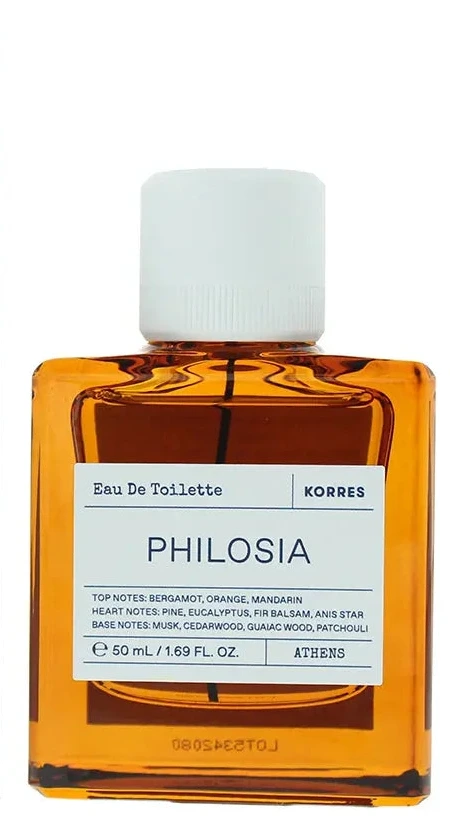 Eau De Toilette KORRES
PHILOSIA
TOP NOTES: BERGAMOT, ORANGE, MANDARIN
HEART NOTES: PINE, EUCALYPTUS, FIR BALSAM, ANIS STAR
BASE NOTES: MUSK, CEDARWOOD, GUAIAC WOOD, PATCHOULI
℮ 50 mL / 1.69 FL. OZ. ATHENS
LOT5342080